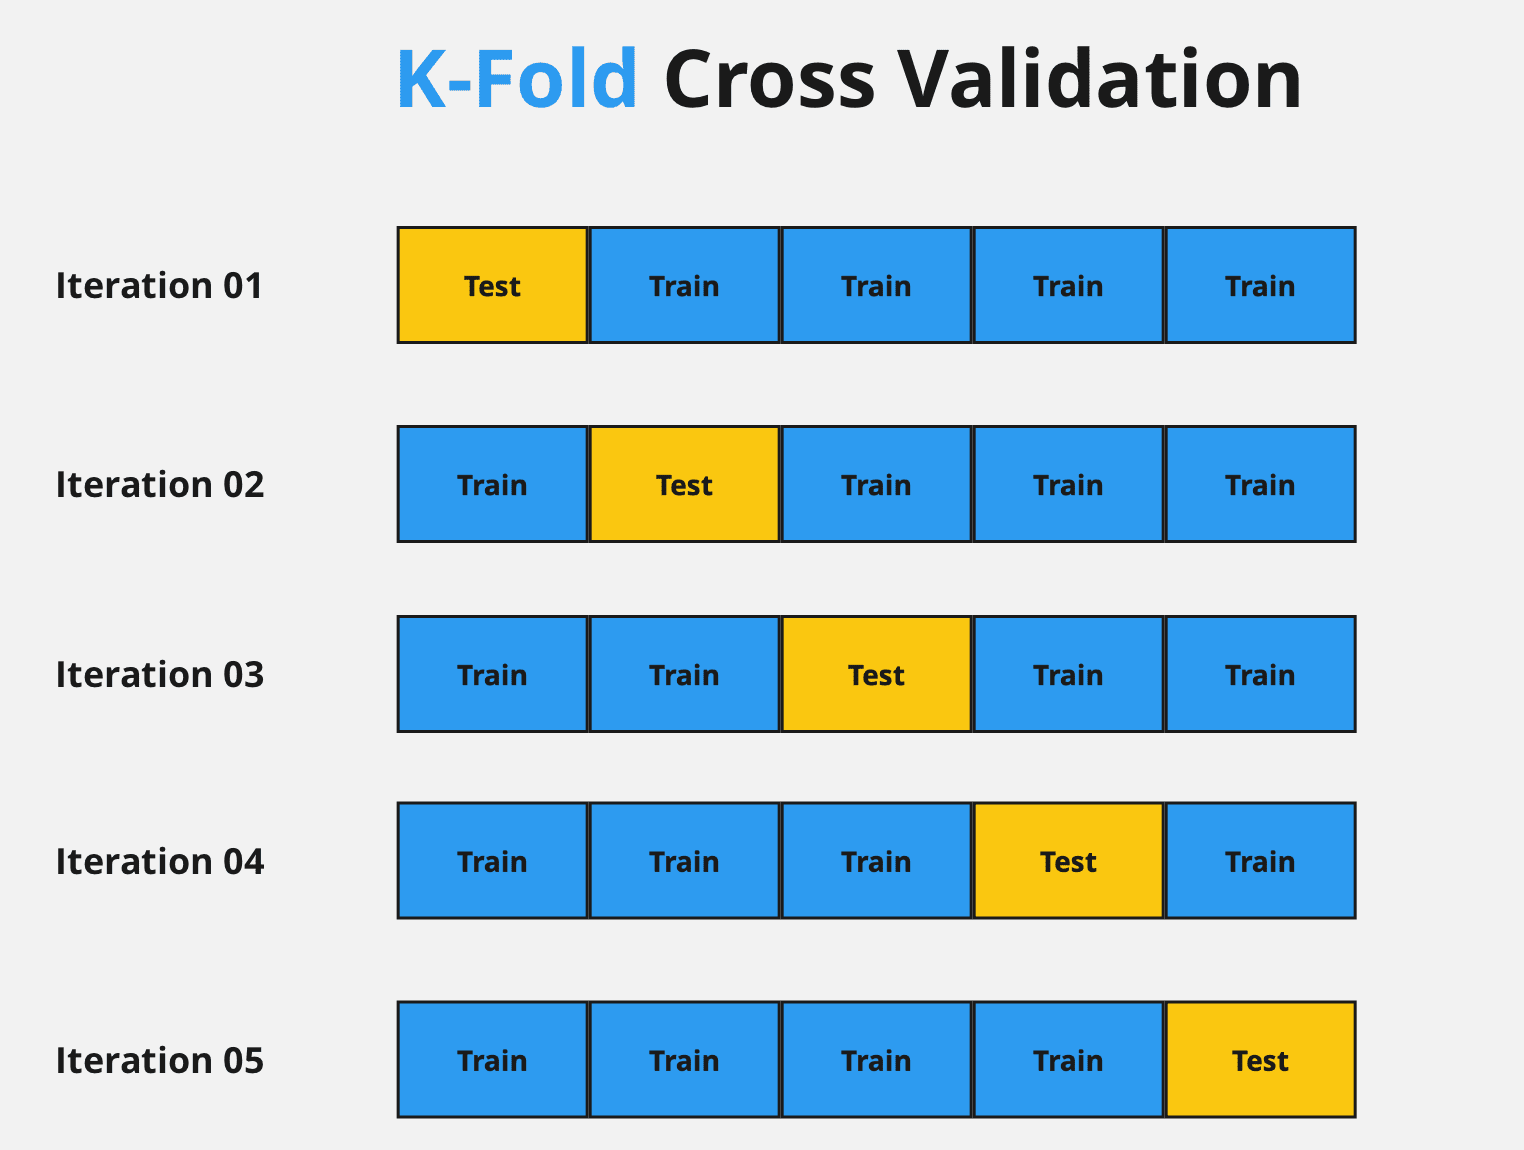 K-Fold Cross Validation
Iteration 01 Test Train Train Train Train
Iteration 02 Train Test Train Train Train
Iteration 03 Train Train Test Train Train
Iteration 04 Train Train Train Test Train
Iteration 05 Train Train Train Train Test